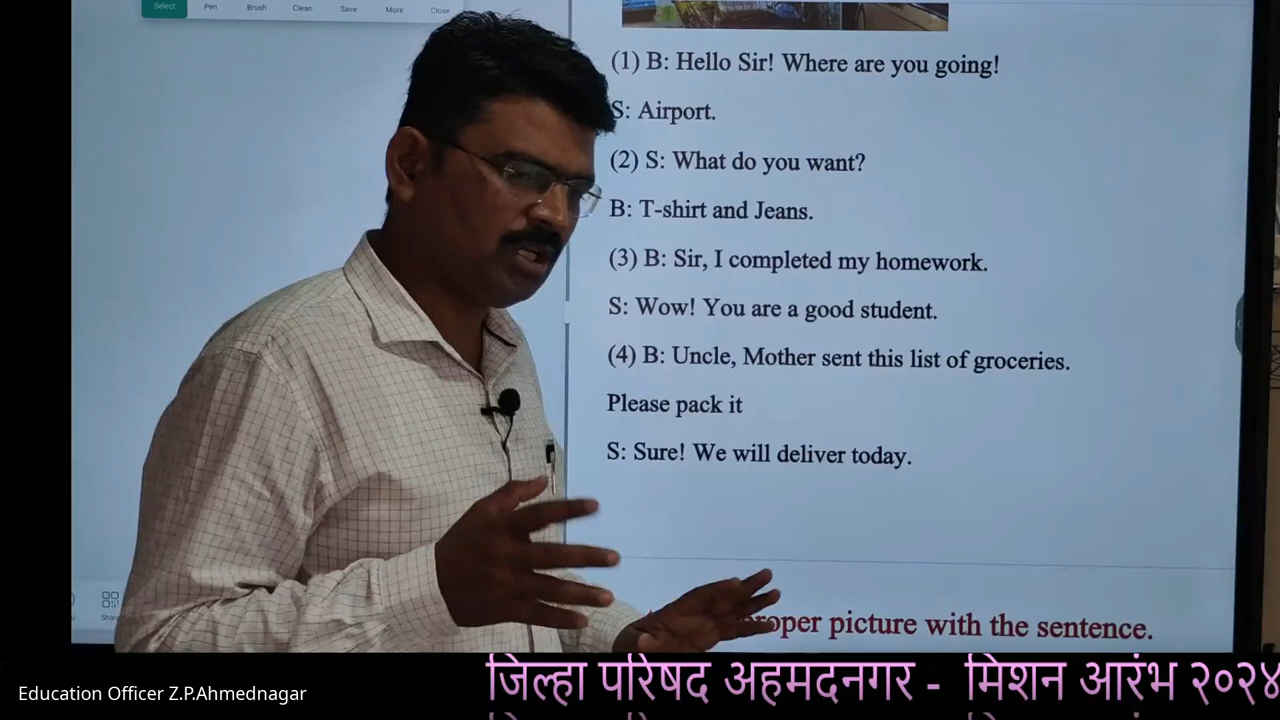 Select Pen Brush Clean Save More Close
(1) B: Hello Sir! Where are you going!
S: Airport.
(2) S: What do you want?
B: T-shirt and Jeans.
(3) B: Sir, I completed my homework.
S: Wow! You are a good student.
(4) B: Uncle, Mother sent this list of groceries.
Please pack it
S: Sure! We will deliver today.
picture with the sentence.
Education Officer Z.P.Ahmednagar
जिल्हा परिषद अहमदनगर - मिशन आरंभ २०२४